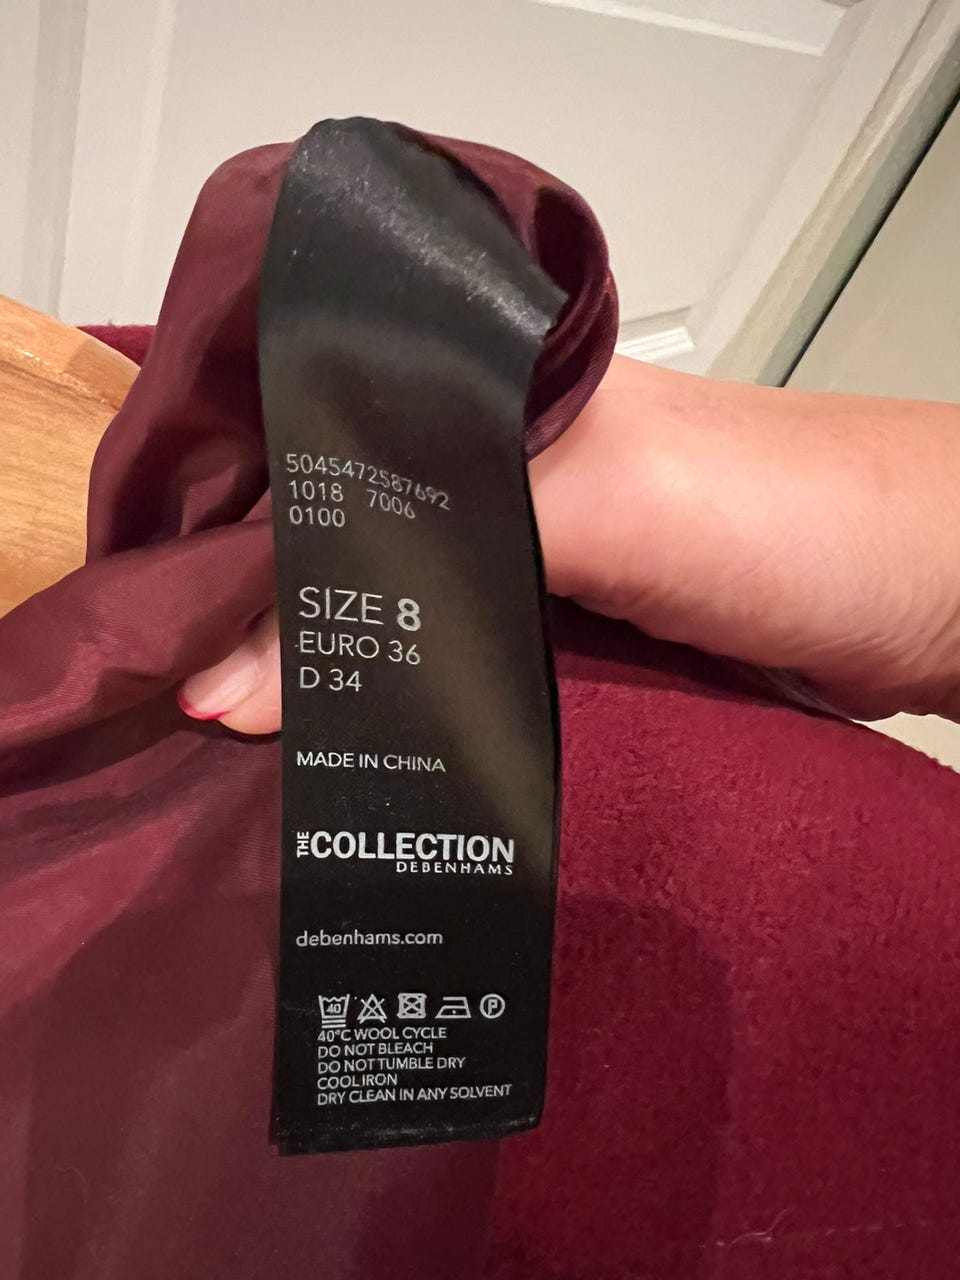 5045472587692
1018 7006
0100
SIZE 8
EURO 36
D 34
MADE IN CHINA
THE COLLECTION
DEBENHAMS
debenhams.com
40
P
40°C WOOL CYCLE
DO NOT BLEACH
DO NOT TUMBLE DRY
COOL IRON
DRY CLEAN IN ANY SOLVENT